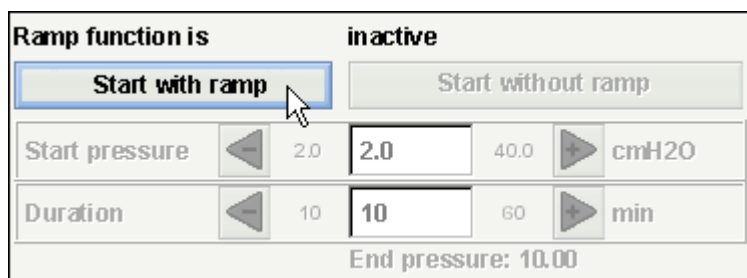 Ramp function is inactive
Start with ramp Start without ramp
Start pressure - 2.0 2.0 40.0 + cmH2O
Duration - 10 10 60 + min
End pressure: 10.00